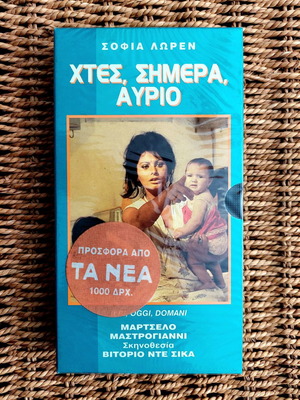 ΣΟΦΙΑ ΛΩΡΕΝ
ΧΤΕΣ, ΣΗΜΕΡΑ,
ΑΥΡΙΟ
ΠΡΟΣΦΟΡΑ ΑΠΟ
ΤΑ ΝΕΑ
1000 ΔΡΧ.
OGGI, DOMANI
ΜΑΡΤΣΕΛΟ
ΜΑΣΤΡΟΓΙΑΝΝΙ
Σκηνοθεσία
ΒΙΤΟΡΙΟ ΝΤΕ ΣΙΚΑ